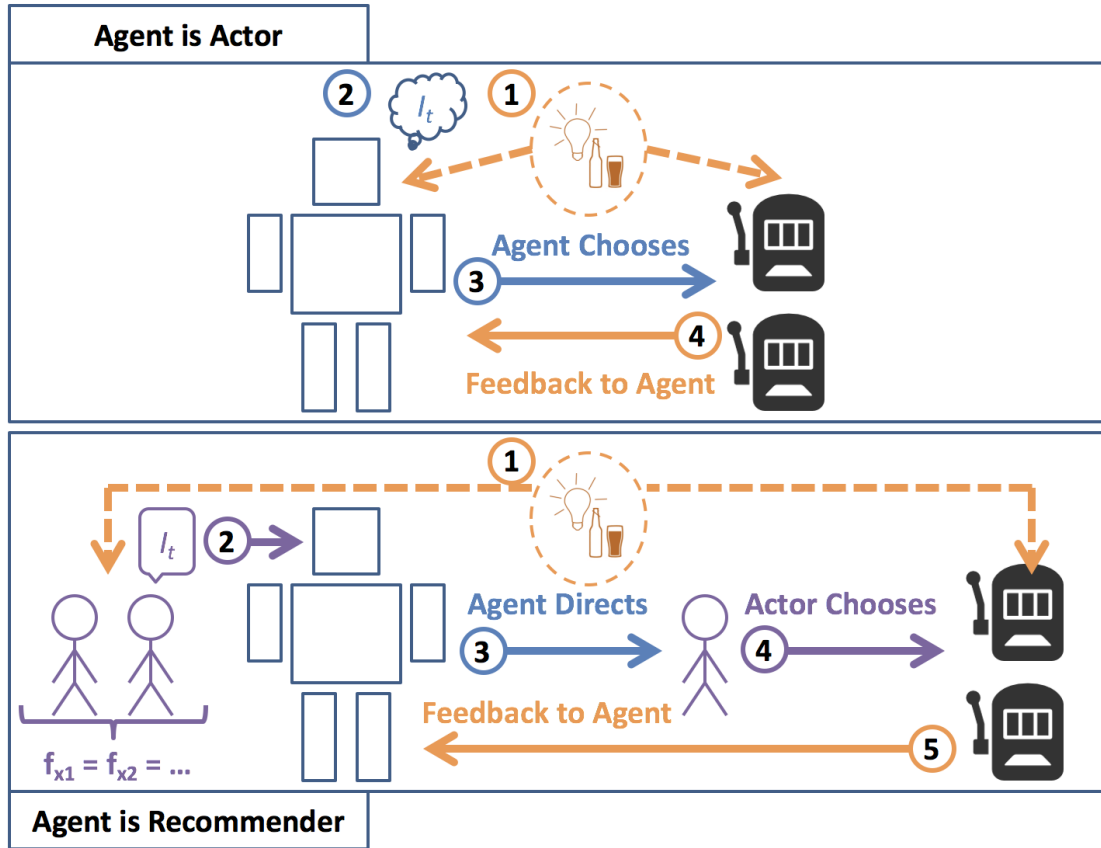 Agent is Actor
2
I_t
1
Agent Chooses
3
4
Feedback to Agent
1
I_t
2
Agent Directs
Actor Chooses
3
4
Feedback to Agent
5
f_x1 = f_x2 = ...
Agent is Recommender